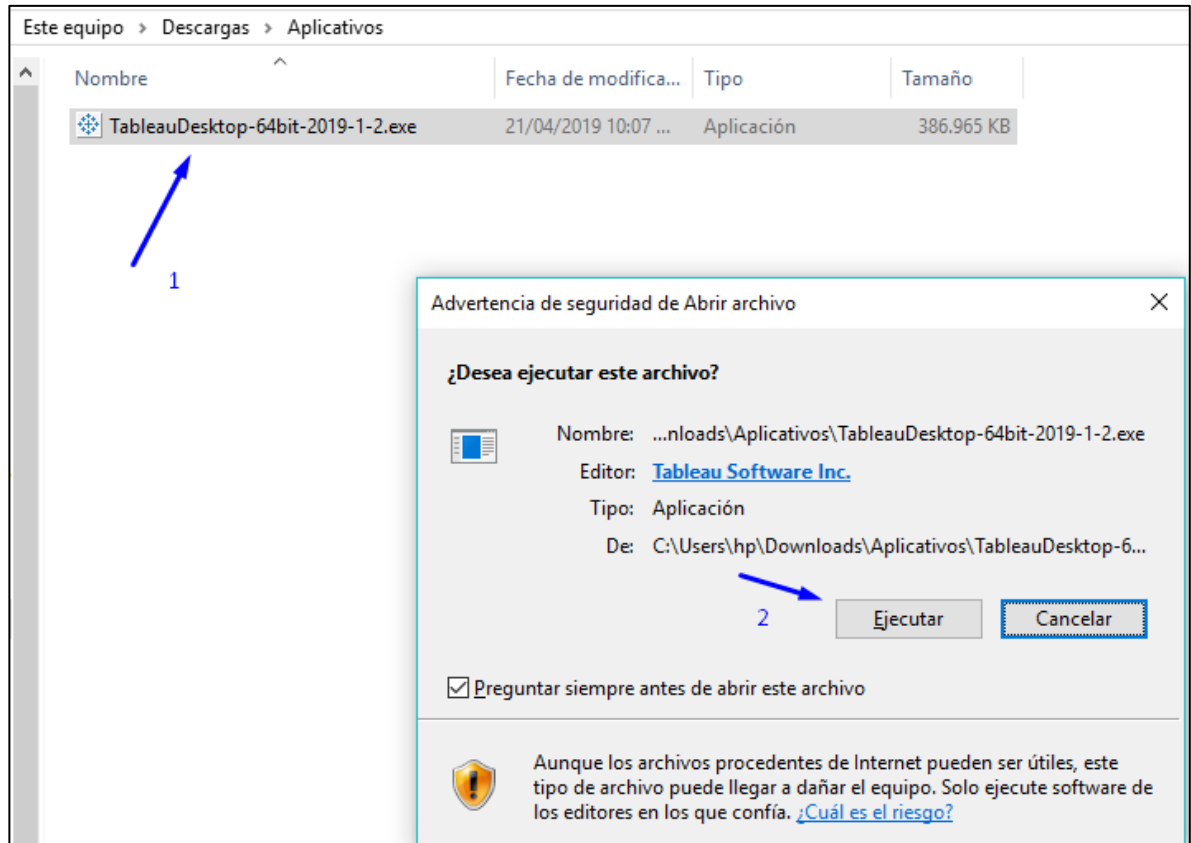 Este equipo > Descargas > Aplicativos
Nombre Fecha de modifica... Tipo Tamaño
TableauDesktop-64bit-2019-1-2.exe 21/04/2019 10:07 ... Aplicación 386.965 KB
1
Advertencia de seguridad de Abrir archivo
¿Desea ejecutar este archivo?
Nombre: ...nloads\Aplicativos\TableauDesktop-64bit-2019-1-2.exe
Editor: Tableau Software Inc.
Tipo: Aplicación
De: C:\Users\hp\Downloads\Aplicativos\TableauDesktop-6...
2 Ejecutar Cancelar
Preguntar siempre antes de abrir este archivo
Aunque los archivos procedentes de Internet pueden ser útiles, este
tipo de archivo puede llegar a dañar el equipo. Solo ejecute software de
los editores en los que confía. ¿Cuál es el riesgo?